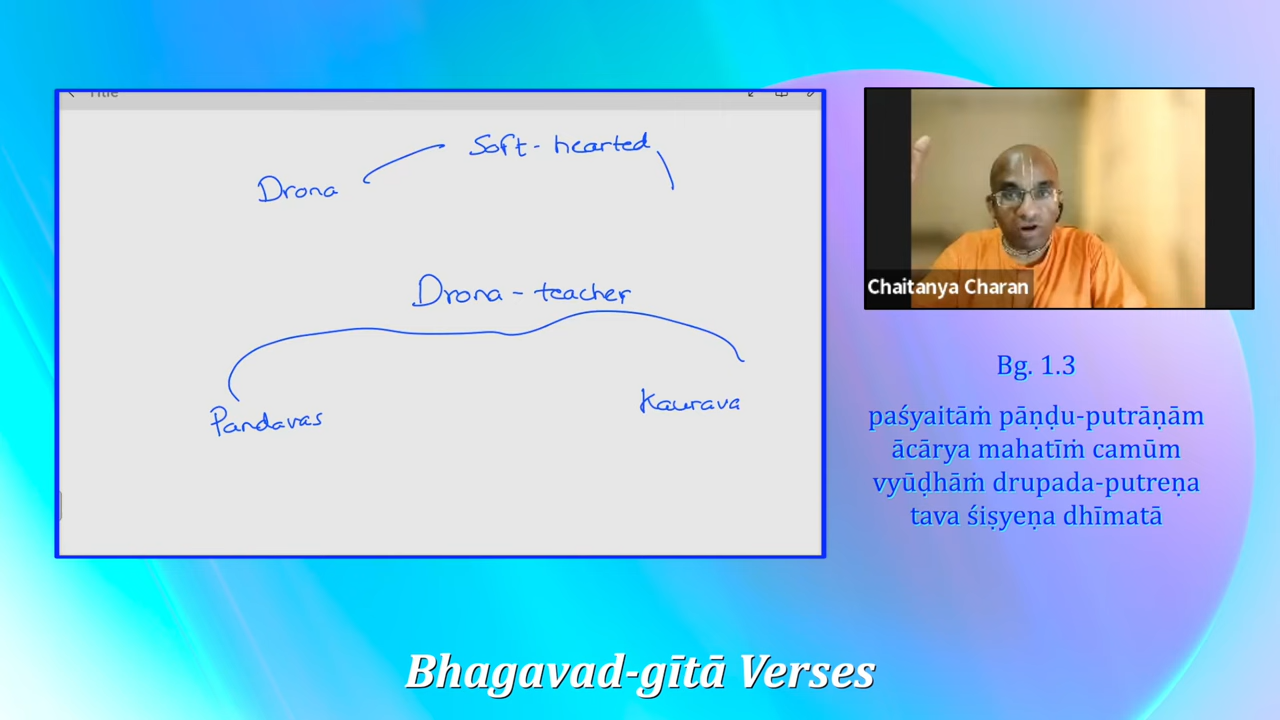 Title
Soft-hearted
Drona
Drona - teacher
Pandavas
Kaurava
Chaitanya Charan
Bg. 1.3
paśyaitāṁ pāṇḍu-putrāṇām
ācārya mahatīṁ camūm
vyūḍhāṁ drupada-putreṇa
tava śiṣyeṇa dhīmatā
Bhagavad-gītā Verses